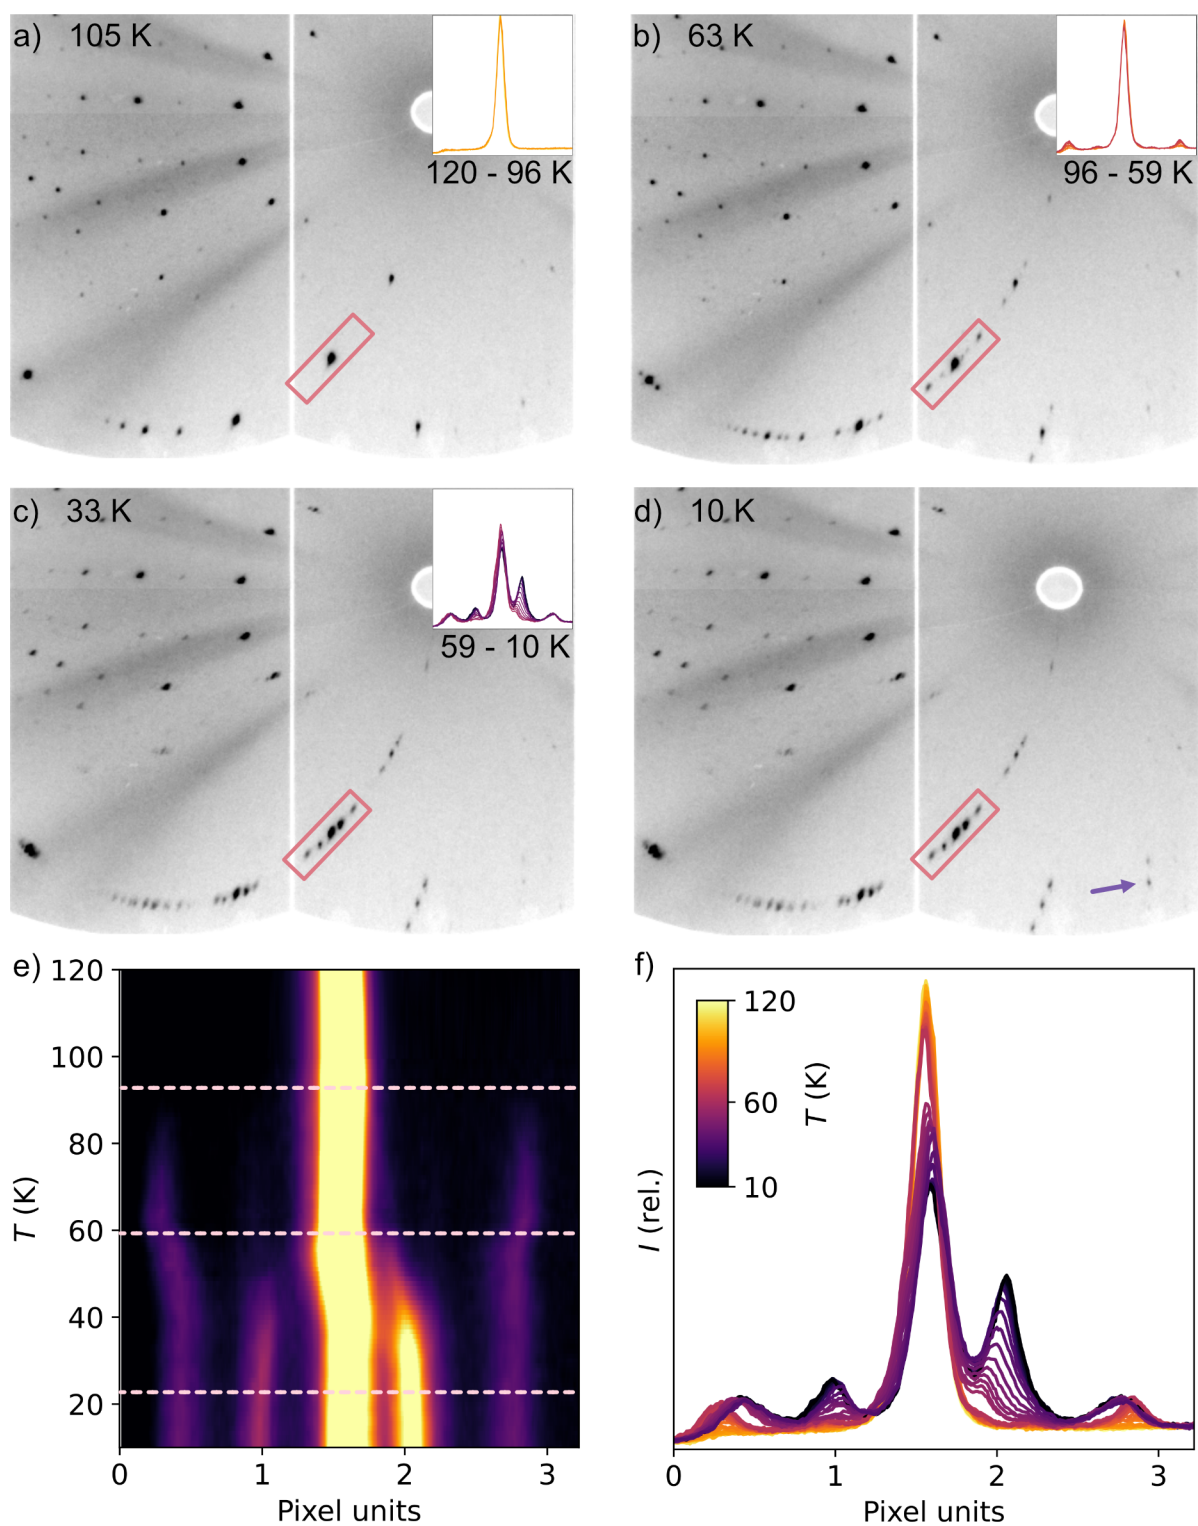 a) 105 K
120 - 96 K
b) 63 K
96 - 59 K
c) 33 K
59 - 10 K
d) 10 K
e)
120
100
80
60
40
20
T (K)
0 1 2 3
Pixel units
f)
120
60
10
T (K)
I (rel.)
0 1 2 3
Pixel units